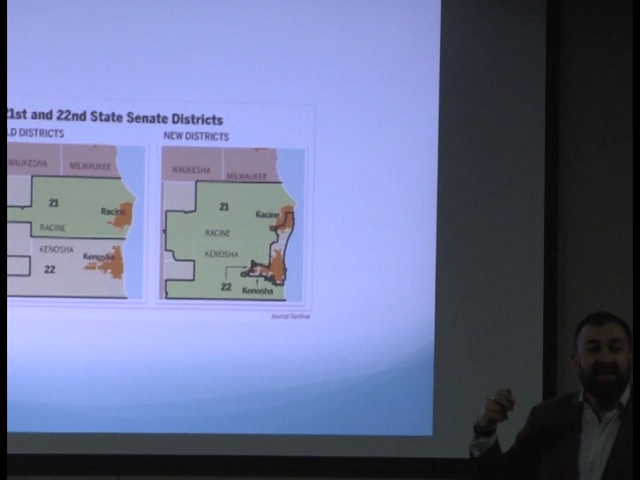 21st and 22nd State Senate Districts
LD DISTRICTS
NEW DISTRICTS
WAUKESHA
MILWAUKEE
21
Racine
RACINE
KENOSHA
Kenosha
22
WAUKESHA
MILWAUKEE
21
Racine
RACINE
KENOSHA
22
Kenosha
Journal Sentinel